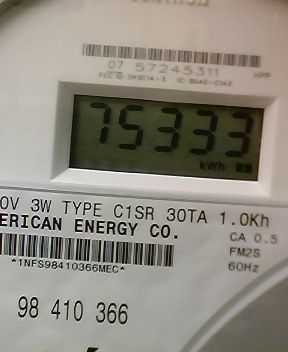 07 57245311
75333
kWh
0V 3W TYPE C1SR 30TA 1.0Kh
ERICAN ENERGY CO.
CA 0.5
FM2S
*1NFS98410366MEC*
60Hz
98 410 366